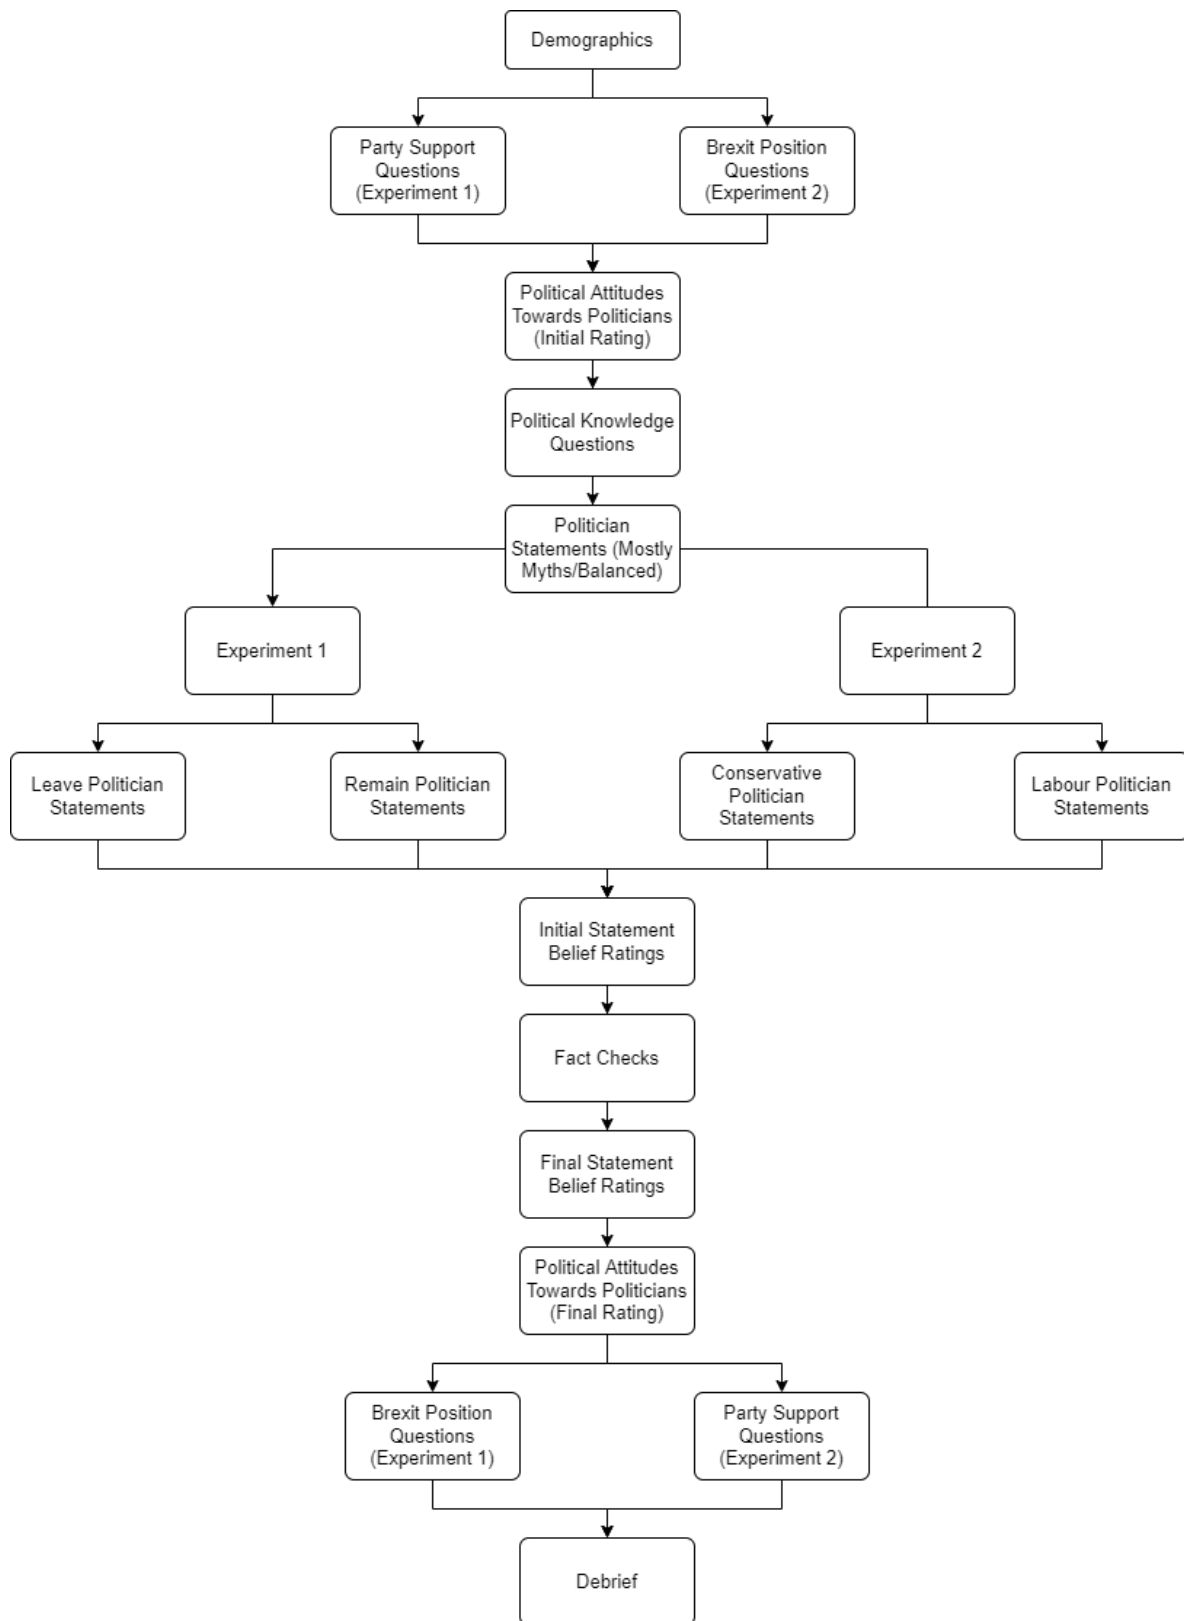 Demographics
Party Support
Questions
(Experiment 1)
Brexit Position
Questions
(Experiment 2)
Political Attitudes
Towards Politicians
(Initial Rating)
Political Knowledge
Questions
Politician
Statements (Mostly
Myths/Balanced)
Experiment 1
Experiment 2
Leave Politician
Statements
Remain Politician
Statements
Conservative
Politician
Statements
Labour Politician
Statements
Initial Statement
Belief Ratings
Fact Checks
Final Statement
Belief Ratings
Political Attitudes
Towards Politicians
(Final Rating)
Brexit Position
Questions
(Experiment 1)
Party Support
Questions
(Experiment 2)
Debrief